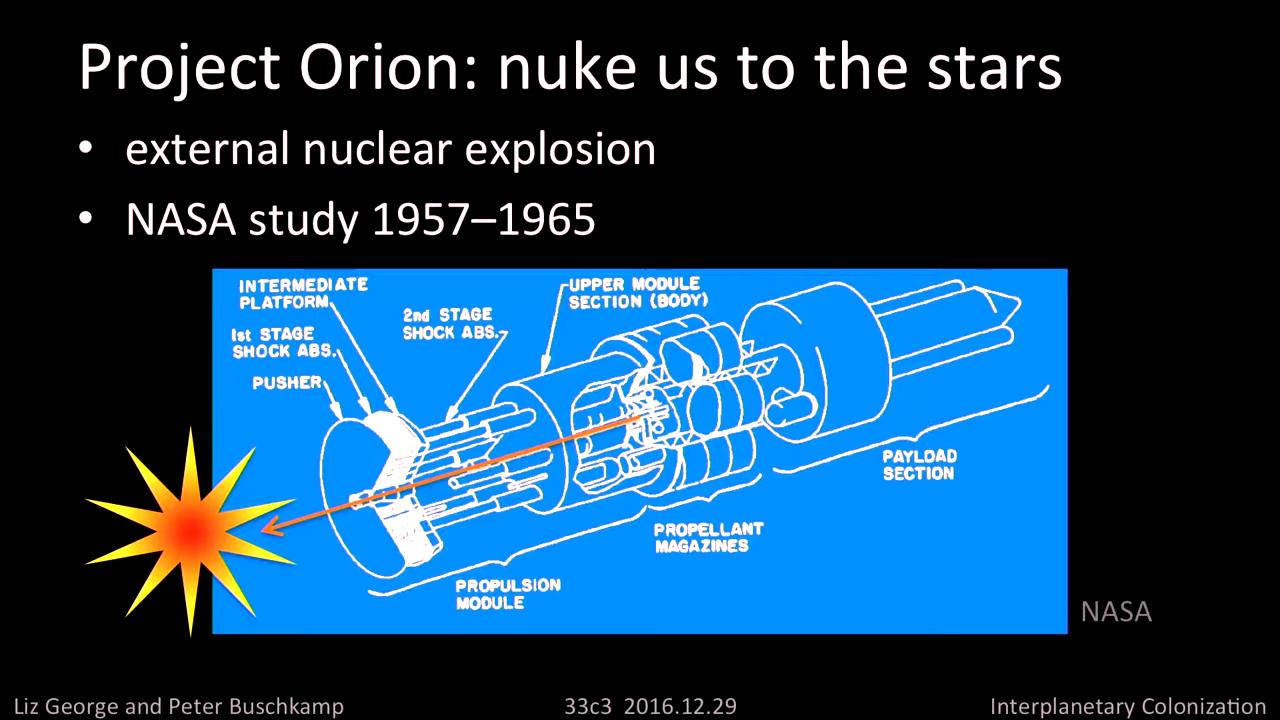 Project Orion: nuke us to the stars
• external nuclear explosion
• NASA study 1957–1965
INTERMEDIATE
PLATFORM
1st STAGE
SHOCK ABS.
PUSHER
2nd STAGE
SHOCK ABS.
UPPER MODULE
SECTION (BODY)
PAYLOAD
SECTION
PROPELLANT
MAGAZINES
PROPULSION
MODULE
NASA
Liz George and Peter Buschkamp
33c3 2016.12.29
Interplanetary Colonization